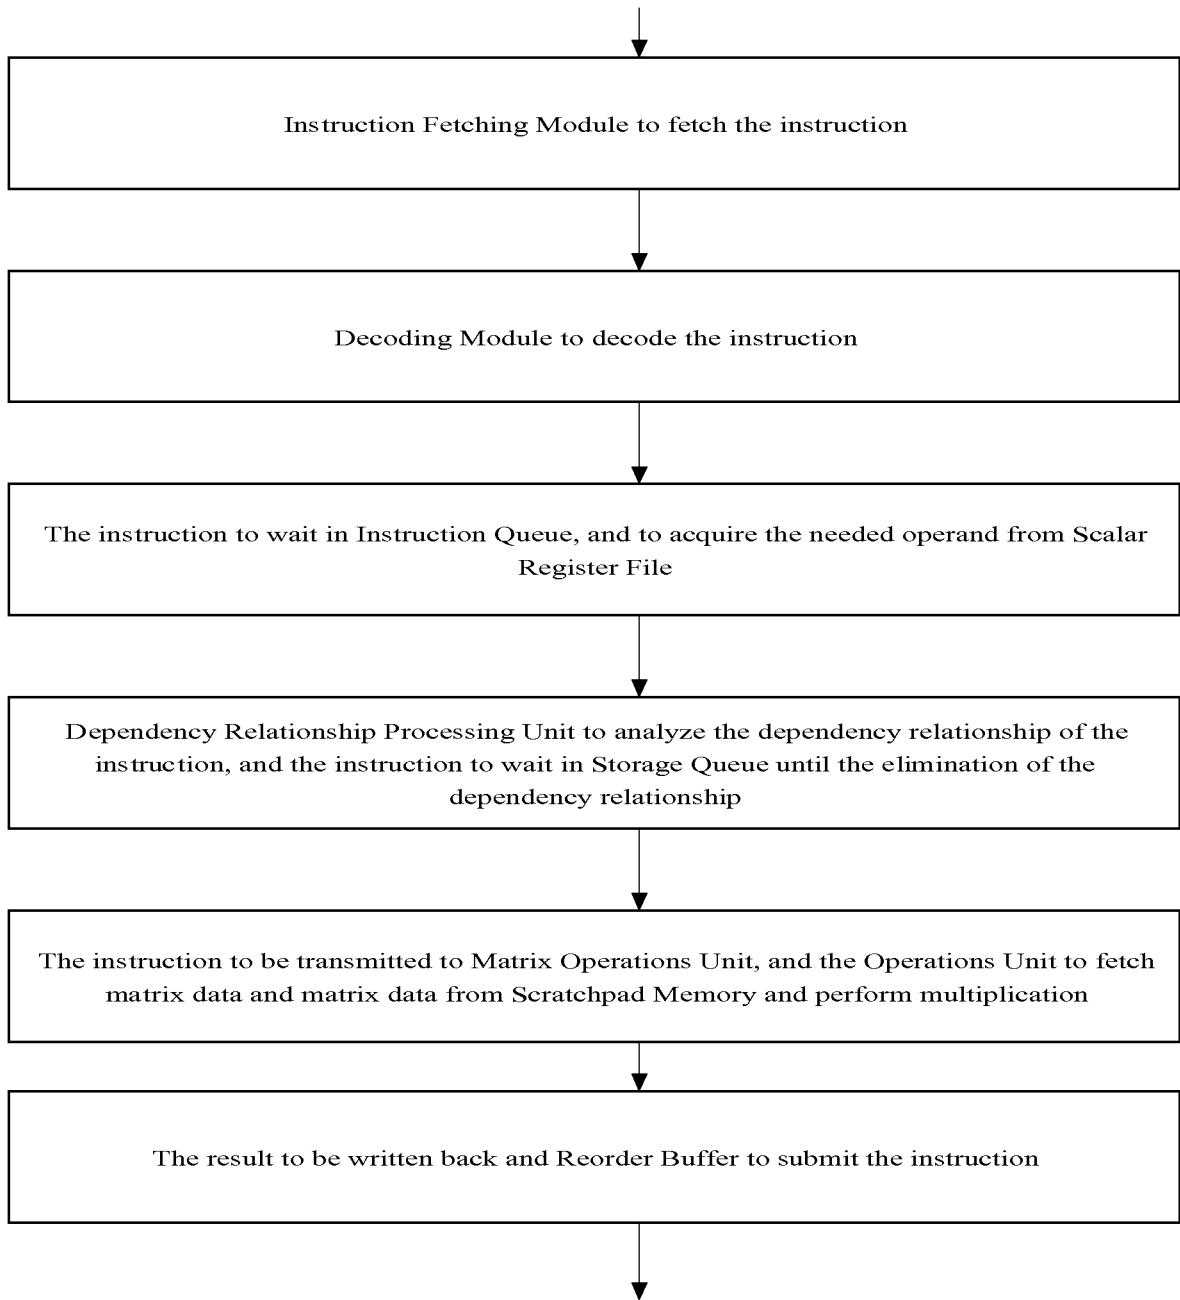 Instruction Fetching Module to fetch the instruction
Decoding Module to decode the instruction
The instruction to wait in Instruction Queue, and to acquire the needed operand from Scalar
Register File
Dependency Relationship Processing Unit to analyze the dependency relationship of the
instruction, and the instruction to wait in Storage Queue until the elimination of the
dependency relationship
The instruction to be transmitted to Matrix Operations Unit, and the Operations Unit to fetch
matrix data and matrix data from Scratchpad Memory and perform multiplication
The result to be written back and Reorder Buffer to submit the instruction